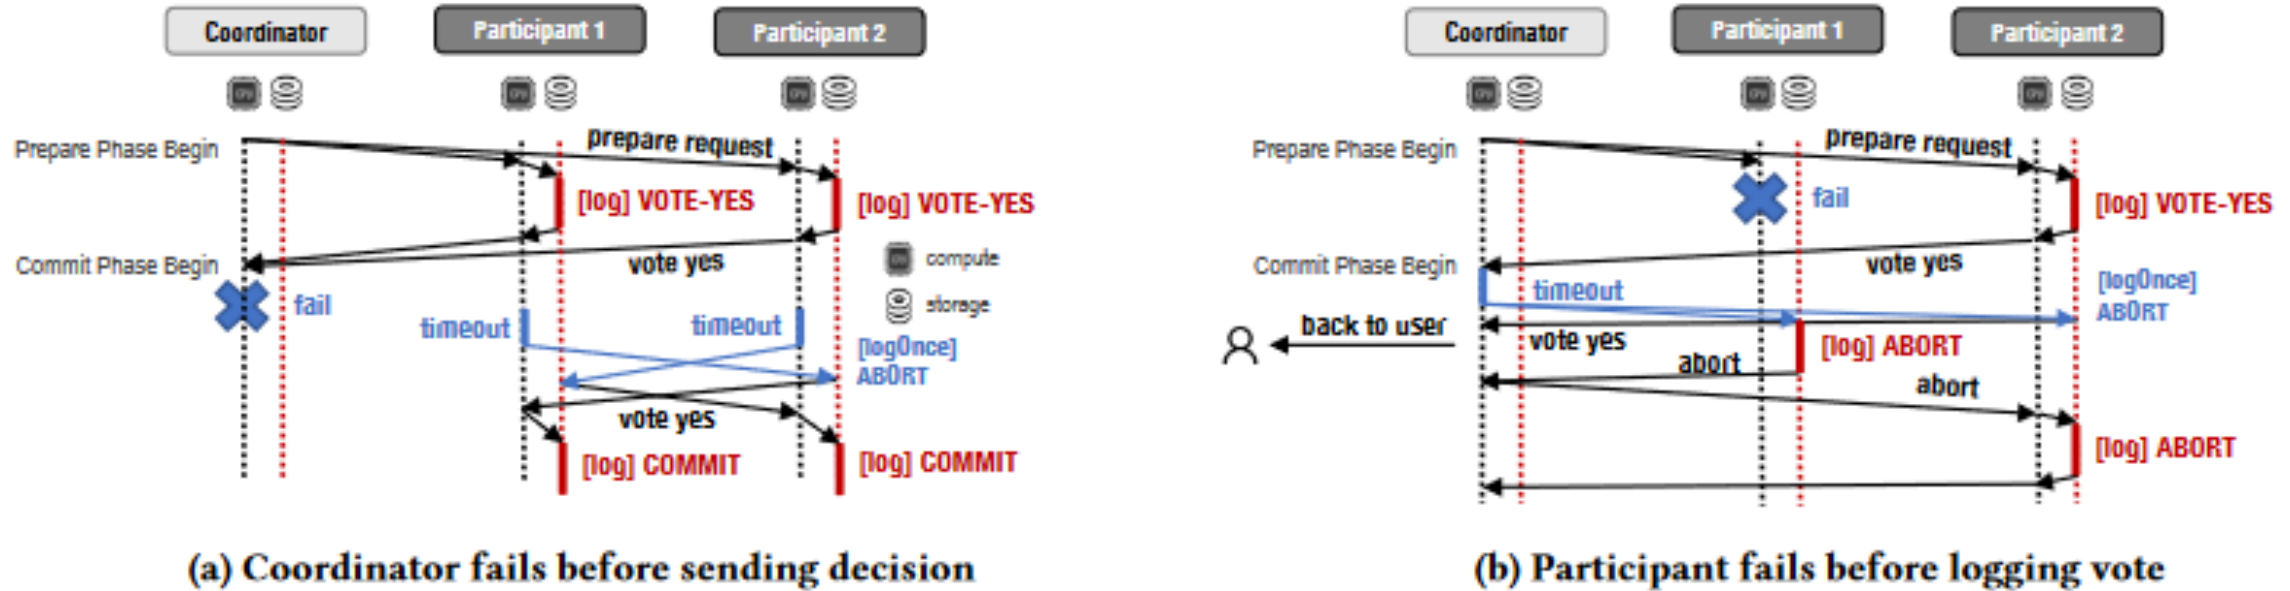 Coordinator
Participant 1
Participant 2
Prepare Phase Begin
prepare request
[log] VOTE-YES
[log] VOTE-YES
Commit Phase Begin
vote yes
compute
storage
fail
timeout
timeout
[logOnce]
ABORT
vote yes
[log] COMMIT
[log] COMMIT
(a) Coordinator fails before sending decision
Coordinator
Participant 1
Participant 2
Prepare Phase Begin
prepare request
fail
[log] VOTE-YES
Commit Phase Begin
vote yes
timeout
[logOnce]
ABORT
back to user
vote yes
[log] ABORT
abort
abort
[log] ABORT
(b) Participant fails before logging vote